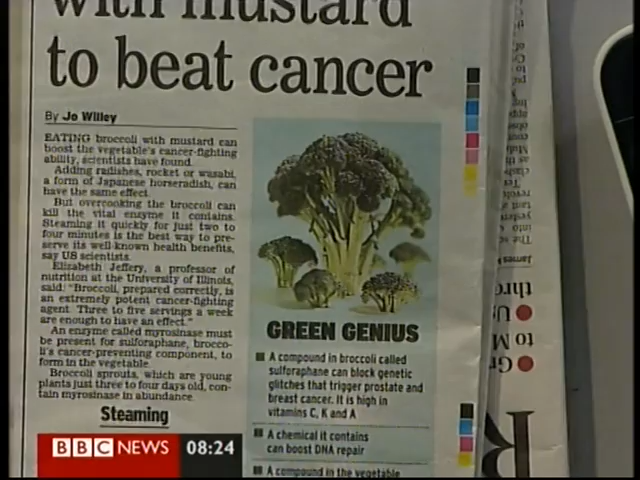 with mustard
to beat cancer
By Jo Willey
EATING broccoli with mustard can
boost the vegetable's cancer-fighting
ability, scientists have found.
Adding radishes, rocket or wasabi,
a form of Japanese horseradish, can
have the same effect.
But overcooking the broccoli can
kill the vital enzyme it contains.
Steaming it quickly for just two to
four minutes is the best way to pre-
serve its well-known health benefits,
say US scientists.
Elizabeth Jeffery, a professor of
nutrition at the University of Illinois,
said: "Broccoli, prepared correctly, is
an extremely potent cancer-fighting
agent. Three to five servings a week
are enough to have an effect."
An enzyme called myrosinase must
be present for sulforaphane, brocco-
li's cancer-preventing component, to
form in the vegetable.
Broccoli sprouts, which are young
plants just three to four days old, con-
tain myrosinase in abundance.
Steaming
GREEN GENIUS
A compound in broccoli called
sulforaphane can block genetic
glitches that trigger prostate and
breast cancer. It is high in
vitamins C, K and A
A chemical it contains
can boost DNA repair
A compound in the vegetable
BBC NEWS 08:24